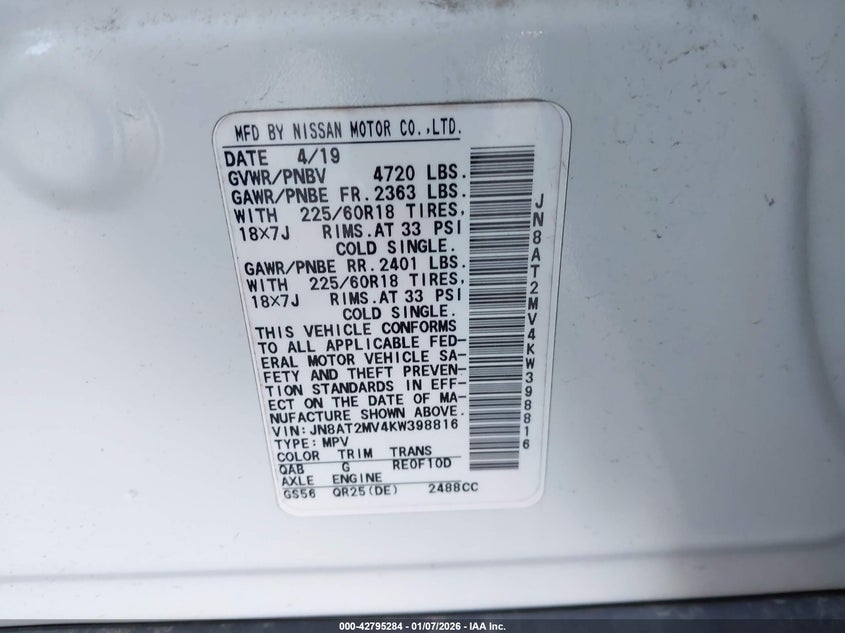 MFD BY NISSAN MOTOR CO.,LTD.
DATE 4/19
GVWR/PNBV 4720 LBS.
GAWR/PNBE FR.2363 LBS.
WITH 225/60R18 TIRES,
18X7J RIMS.AT 33 PSI
COLD SINGLE.
GAWR/PNBE RR.2401 LBS.
WITH 225/60R18 TIRES,
18X7J RIMS.AT 33 PSI
COLD SINGLE.
THIS VEHICLE CONFORMS
TO ALL APPLICABLE FED-
ERAL MOTOR VEHICLE SA-
FETY AND THEFT PREVEN-
TION STANDARDS IN EFF-
ECT ON THE DATE OF MA-
NUFACTURE SHOWN ABOVE.
VIN:JN8AT2MV4KW398816
TYPE:MPV
COLOR TRIM TRANS
QAB G RE0F10D
AXLE ENGINE
GS56 QR25(DE) 2488CC
JN8AT2MV4KW398816
000-42795284 | 01/07/2026 - IAA Inc.